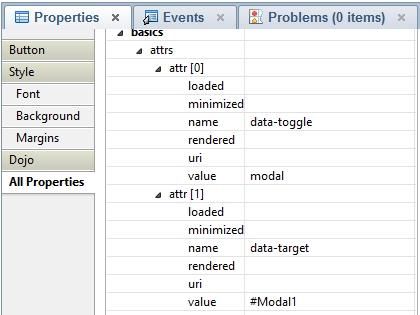 Properties Events Problems (0 items)
Button
Style
Font
Background
Margins
Dojo
All Properties
basics
attrs
attr [0]
loaded
minimized
name data-toggle
rendered
uri
value modal
attr [1]
loaded
minimized
name data-target
rendered
uri
value #Modal1